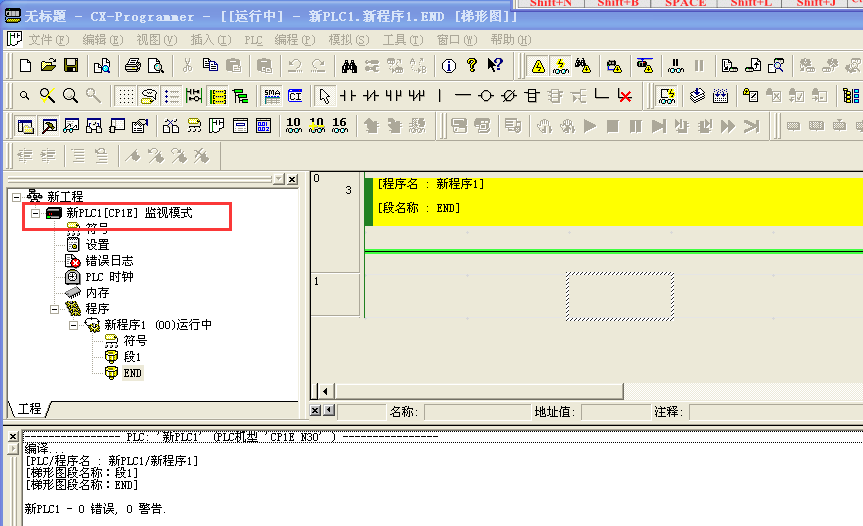 Shift+N Shift+B SPACE Shift+L Shift+J
无标题 - CX-Programmer - [[运行中] - 新PLC1.新程序1.END [梯形图]]
文件(F) 编辑(E) 视图(V) 插入(I) PLC 编程(P) 模拟(S) 工具(T) 窗口(W) 帮助(H)
10 10 16
新工程
新PLC1[CP1E] 监视模式
符号
设置
错误日志
PLC 时钟
内存
程序
新程序1 (00)运行中
符号
段1
END
工程
0
3
[程序名 : 新程序1]
[段名称 : END]
1
名称: 地址值: 注释:
---------------- PLC: '新PLC1' (PLC机型 'CP1E N30' ) ----------------
编译...
[PLC/程序名 : 新PLC1/新程序1]
[梯形图段名称：段1]
[梯形图段名称：END]
新PLC1 - 0 错误, 0 警告.